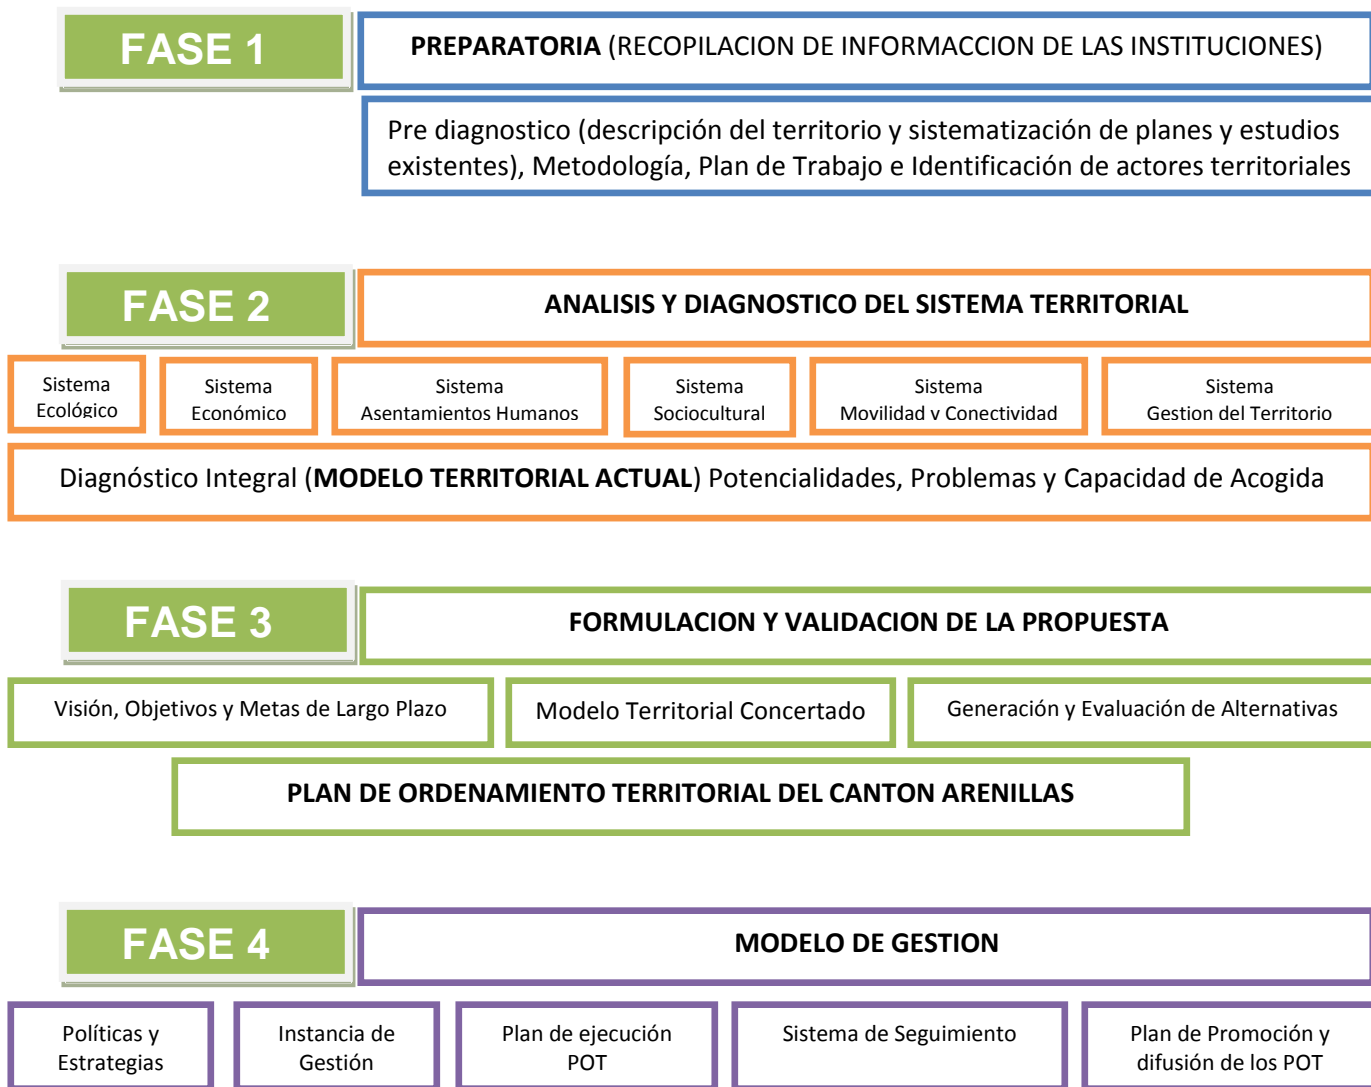 FASE 1
PREPARATORIA (RECOPILACION DE INFORMACCION DE LAS INSTITUCIONES)
Pre diagnostico (descripción del territorio y sistematización de planes y estudios
existentes), Metodología, Plan de Trabajo e Identificación de actores territoriales
FASE 2
ANALISIS Y DIAGNOSTICO DEL SISTEMA TERRITORIAL
Sistema
Ecológico
Sistema
Económico
Sistema
Asentamientos Humanos
Sistema
Sociocultural
Sistema
Movilidad v Conectividad
Sistema
Gestion del Territorio
Diagnóstico Integral (MODELO TERRITORIAL ACTUAL) Potencialidades, Problemas y Capacidad de Acogida
FASE 3
FORMULACION Y VALIDACION DE LA PROPUESTA
Visión, Objetivos y Metas de Largo Plazo
Modelo Territorial Concertado
Generación y Evaluación de Alternativas
PLAN DE ORDENAMIENTO TERRITORIAL DEL CANTON ARENILLAS
FASE 4
MODELO DE GESTION
Políticas y
Estrategias
Instancia de
Gestión
Plan de ejecución
POT
Sistema de Seguimiento
Plan de Promoción y
difusión de los POT